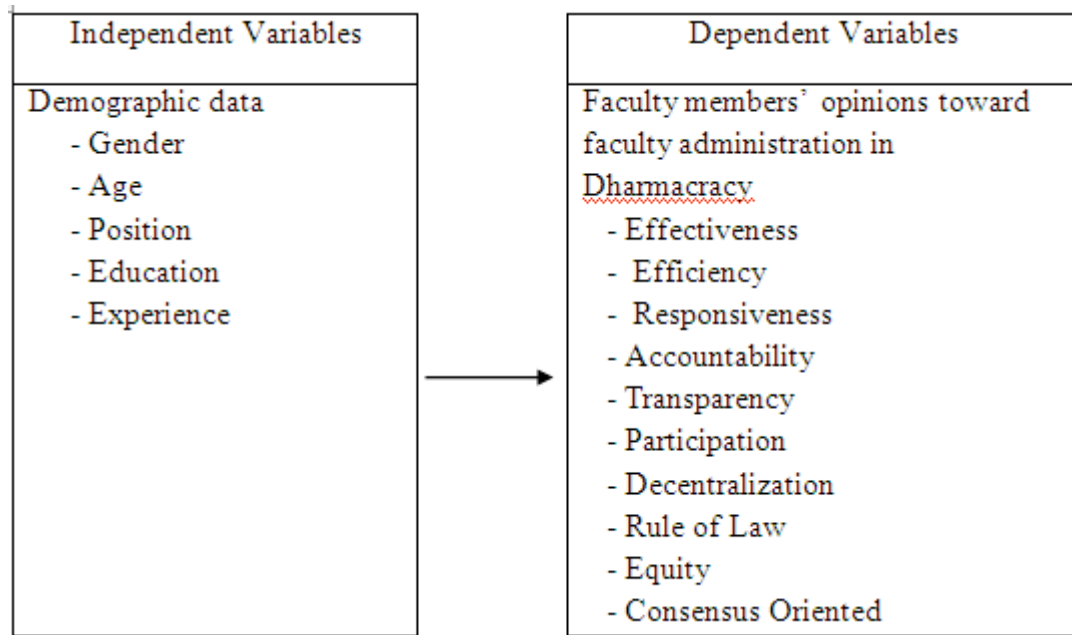 Independent Variables
Demographic data
- Gender
- Age
- Position
- Education
- Experience
Dependent Variables
Faculty members’ opinions toward
faculty administration in
Dharmacracy
- Effectiveness
- Efficiency
- Responsiveness
- Accountability
- Transparency
- Participation
- Decentralization
- Rule of Law
- Equity
- Consensus Oriented